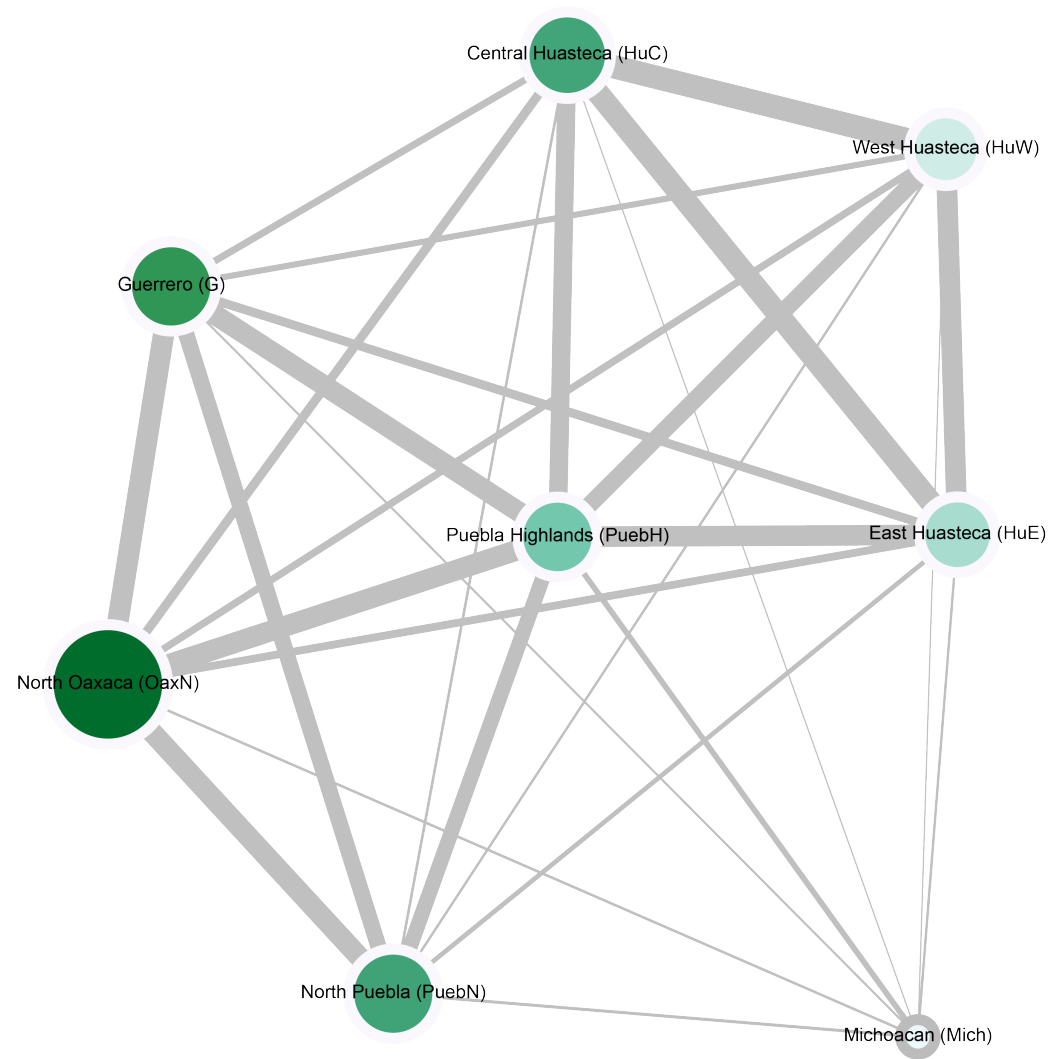 Central Huasteca (HuC)
West Huasteca (HuW)
Guerrero (G)
Puebla Highlands (PuebH)
East Huasteca (HuE)
North Oaxaca (OaxN)
North Puebla (PuebN)
Michoacan (Mich)